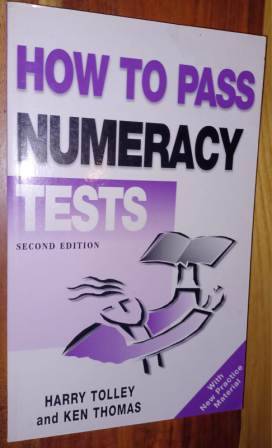 HOW TO PASS
NUMERACY
TESTS
SECOND EDITION
With
New Practice
Material
HARRY TOLLEY
and KEN THOMAS